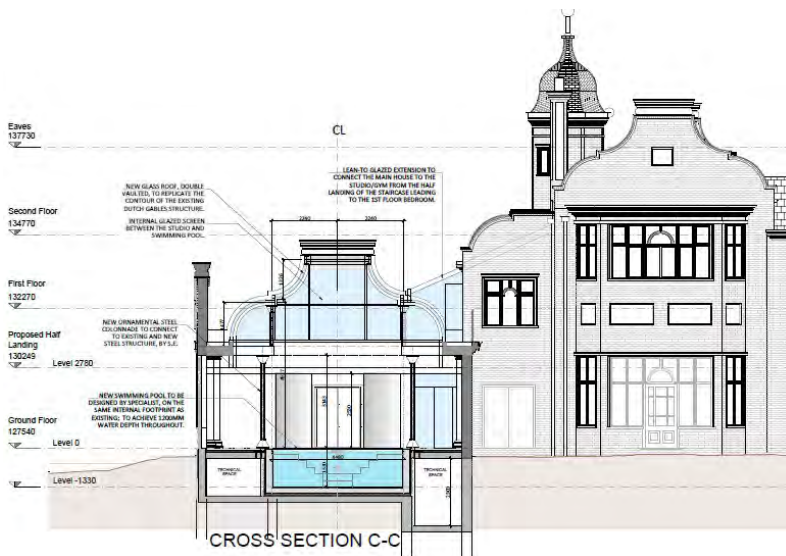 Eaves
137730
CL
LEAN-TO GLAZED EXTENSION TO
CONNECT THE MAIN HOUSE TO THE
STUDIO/GYM FROM THE HALF
LANDING OF THE STAIRCASE LEADING
TO THE 1ST FLOOR BEDROOM.
NEW GLASS ROOF, DOUBLE
VAULTED, TO REPLICATE THE
CONTOUR OF THE EXISTING
DUTCH GABLES STRUCTURE.
INTERNAL GLAZED SCREEN
BETWEEN THE STUDIO AND
SWIMMING POOL.
Second Floor
134770
2260
2260
First Floor
132270
NEW ORNAMENTAL STEEL
COLONNADE TO CONNECT
TO EXISTING AND NEW
STEEL STRUCTURE, BY S.E.
Proposed Half
Landing
130249
Level 2780
NEW SWIMMING POOL TO BE
DESIGNED BY SPECIALIST, ON THE
SAME INTERNAL FOOTPRINT AS
EXISTING; TO ACHIEVE 1200MM
WATER DEPTH THROUGHOUT.
Ground Floor
127540
Level 0
TECHNICAL
SPACE
TECHNICAL
SPACE
Level -1330
CROSS SECTION C-C